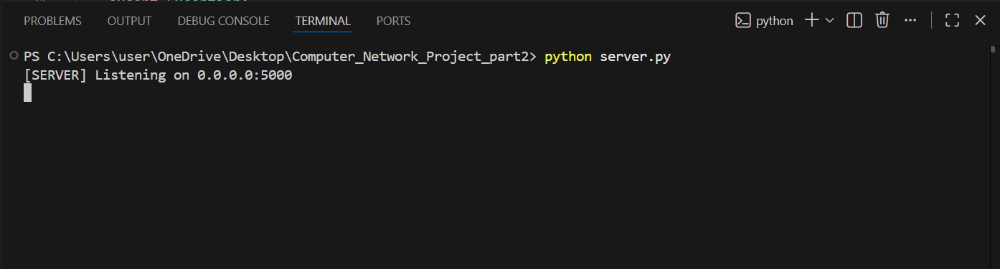 PROBLEMS OUTPUT DEBUG CONSOLE TERMINAL PORTS python
PS C:\Users\user\OneDrive\Desktop\Computer_Network_Project_part2> python server.py
[SERVER] Listening on 0.0.0.0:5000